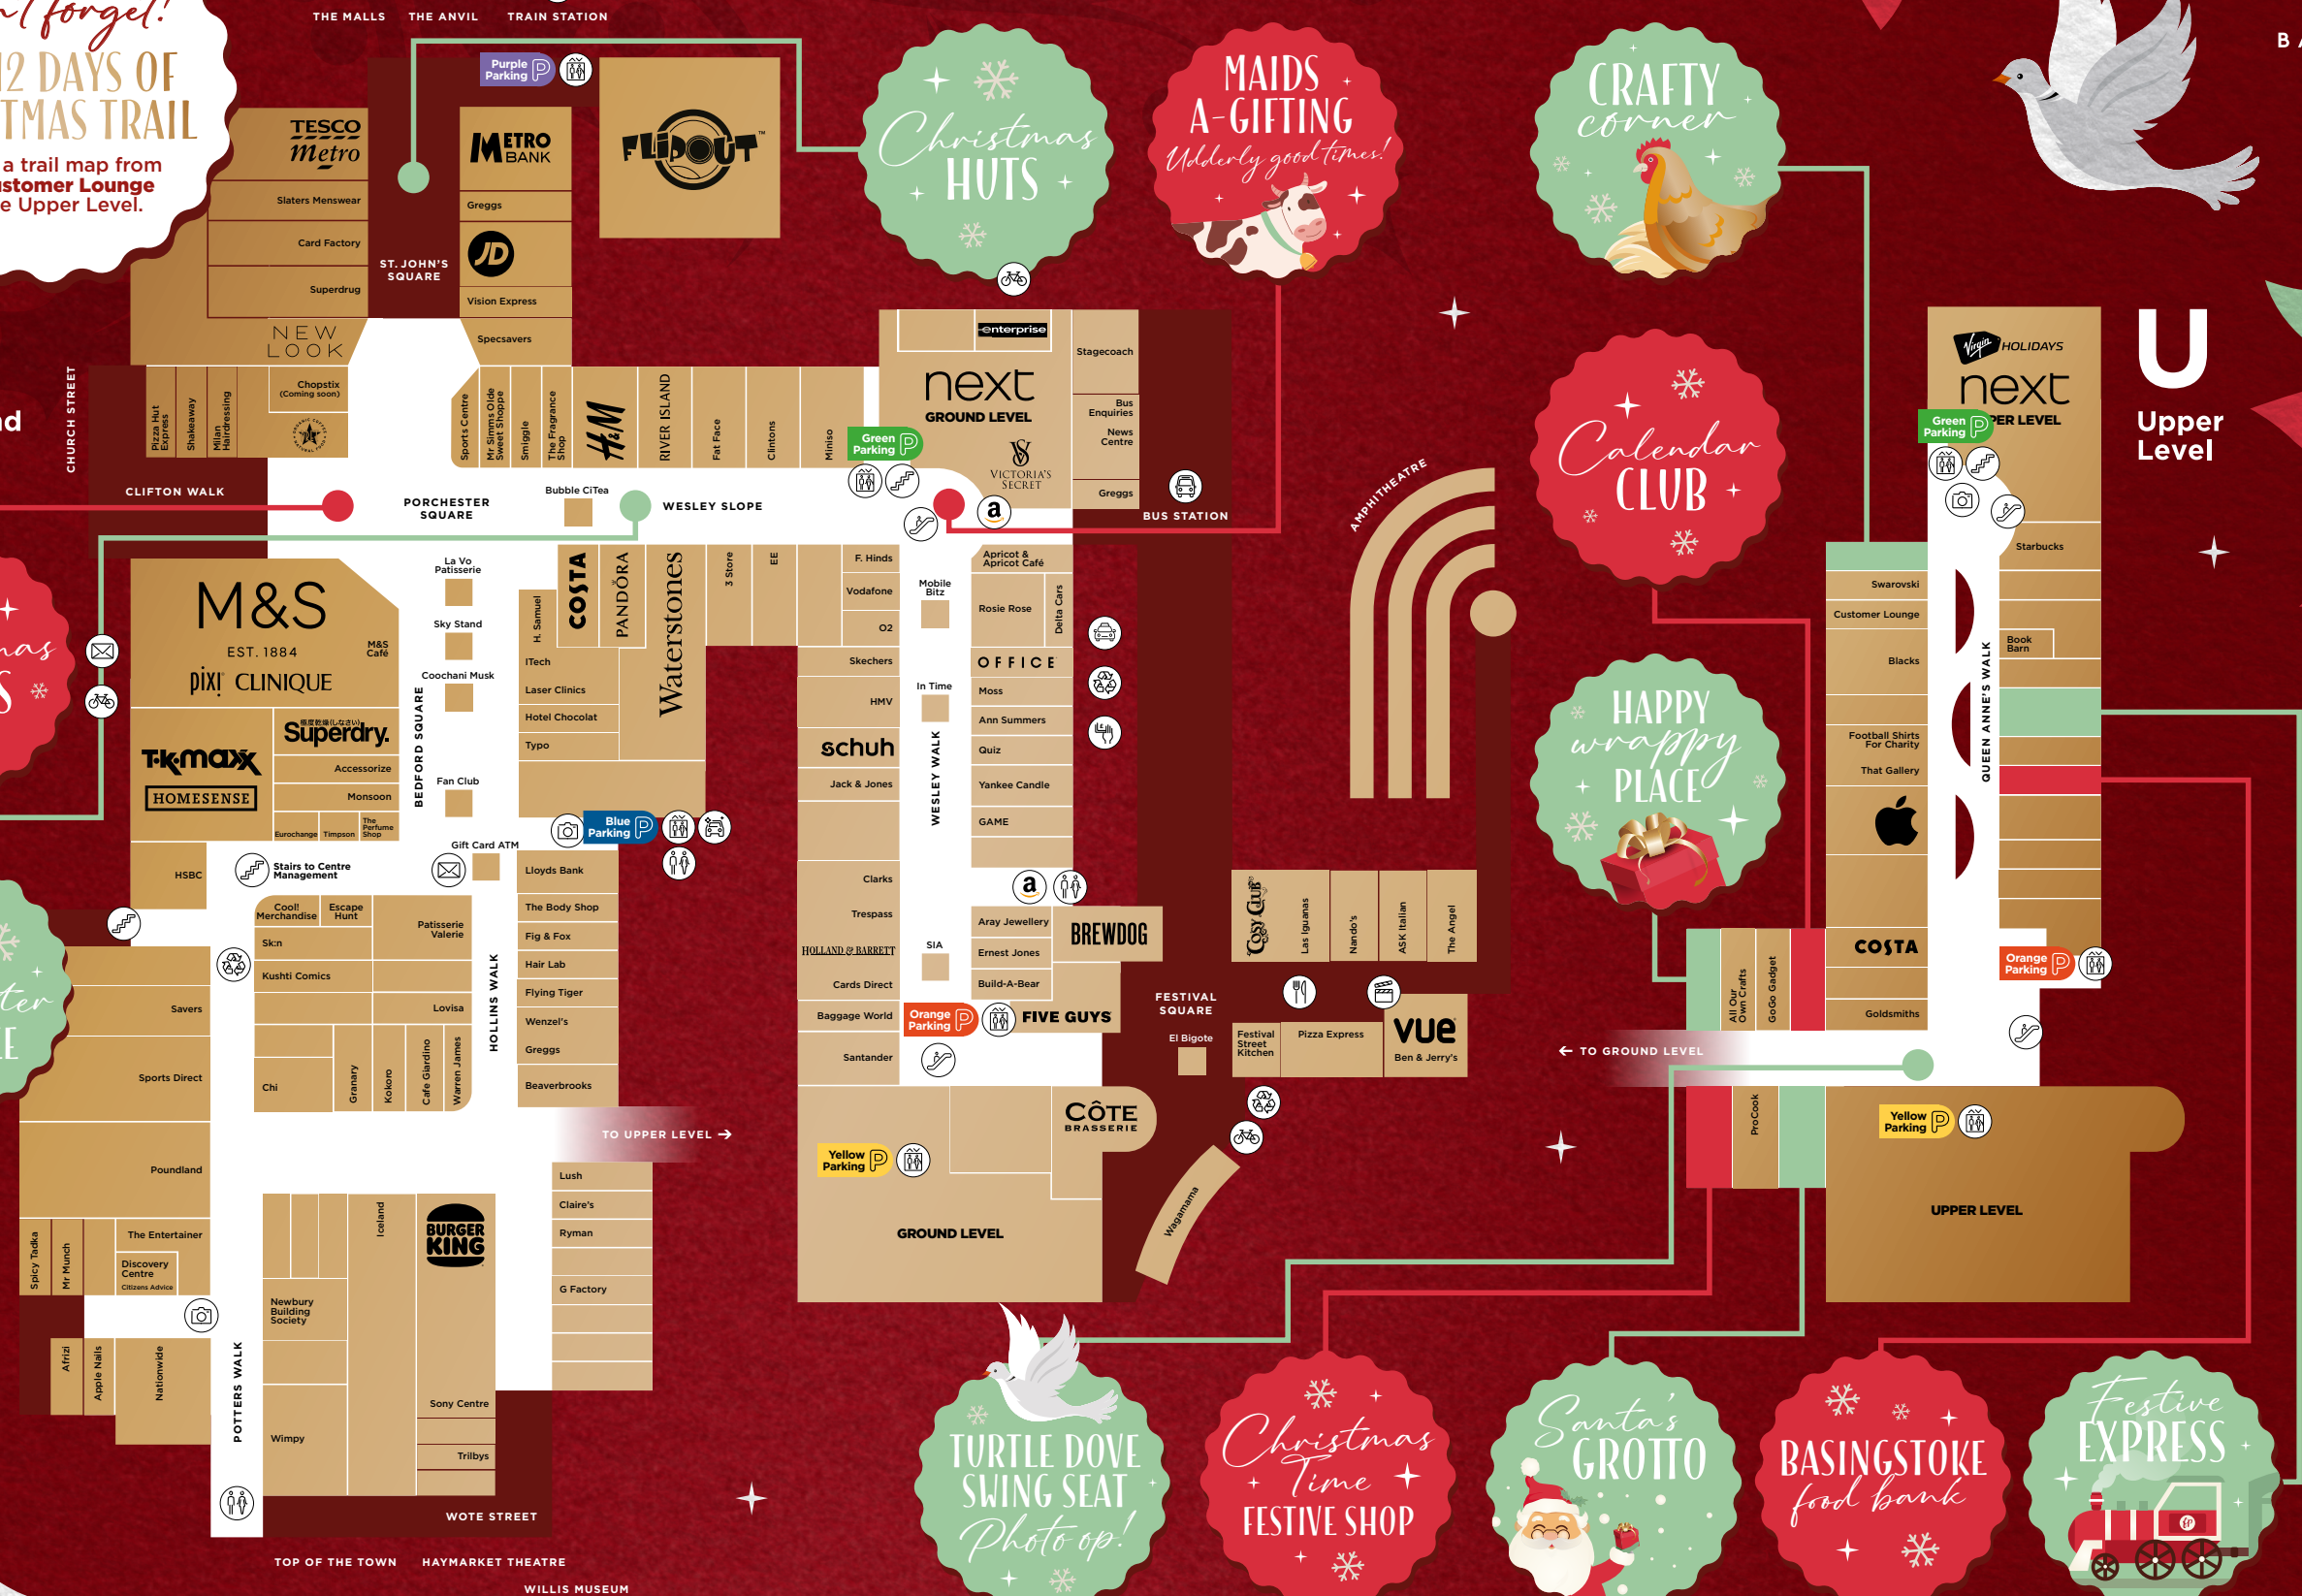 n't forget!
12 DAYS OF
TMAS TRAIL
a trail map from
ustomer Lounge
e Upper Level.
THE MALLS
THE ANVIL
TRAIN STATION
Purple
Parking P
TESCO
Metro
Slaters Menswear
Card Factory
Superdrug
NEW
LOOK
ST. JOHN'S
SQUARE
METRO
BANK
Greggs
JD
Vision Express
Specsavers
FLIPOUT™
Christmas
HUTS
MAIDS
A-GIFTING
Udderly good times!
CRAFTY
corner
BA
CHURCH STREET
nd
Pizza Hut
Express
Shakeaway
Milan
Hairdressing
Chopstix
(Coming soon)
CLIFTON WALK
Sports Centre
Mr Simms Olde
Sweet Shoppe
Smiggle
The Fragrance
Shop
H&M
RIVER ISLAND
Fat Face
Clintons
Miniso
Green
Parking P
enterprise
next
GROUND LEVEL
VS
VICTORIA'S
SECRET
Stagecoach
Bus
Enquiries
News
Centre
Greggs
BUS STATION
PORCHESTER
SQUARE
Bubble CiTea
WESLEY SLOPE
a
AMPHITHEATRE
Calendar
CLUB
Virgin HOLIDAYS
next
PER LEVEL
Green
Parking P
U
Upper
Level
Starbucks
M&S
EST. 1884
pixi CLINIQUE
M&S
Café
La Vo
Patisserie
Sky Stand
Coochani Musk
Fan Club
BEDFORD SQUARE
TK maxx
HOMESENSE
極度乾燥(しなさい)
Superdry.
Accessorize
Monsoon
Eurochange
Timpson
The
Perfume
Shop
HSBC
H. Samuel
COSTA
PANDÖRA
Waterstones
3 Store
EE
ITech
Laser Clinics
Hotel Chocolat
Typo
F. Hinds
Vodafone
O2
Skechers
HMV
schuh
Jack & Jones
Clarks
Trespass
HOLLAND & BARRETT
Cards Direct
Baggage World
Santander
Mobile
Bitz
In Time
WESLEY WALK
SIA
Apricot &
Apricot Café
Rosie Rose
Delta Cars
OFFICE
Moss
Ann Summers
Quiz
Yankee Candle
GAME
a
Aray Jewellery
Ernest Jones
Build-A-Bear
BREWDOG
FIVE GUYS
Orange
Parking P
mas
S
Blue
Parking P
Gift Card ATM
Stairs to Centre
Management
Cool!
Merchandise
Escape
Hunt
Patisserie
Valerie
Sk:n
Kushti Comics
Lovisa
Chi
Granary
Kokoro
Cafe Giardino
Warren James
HOLLINS WALK
Lloyds Bank
The Body Shop
Fig & Fox
Hair Lab
Flying Tiger
Wenzel's
Greggs
Beaverbrooks
TO UPPER LEVEL →
ter
E
Savers
Sports Direct
Poundland
Spicy Tadka
Mr Munch
The Entertainer
Discovery
Centre
Citizens Advice
Afrizi
Apple Nails
Nationwide
POTTERS WALK
Iceland
BURGER
KING
Newbury
Building
Society
Wimpy
Sony Centre
Trilbys
Lush
Claire's
Ryman
G Factory
WOTE STREET
TOP OF THE TOWN
HAYMARKET THEATRE
WILLIS MUSEUM
Yellow
Parking P
CÔTE
BRASSERIE
GROUND LEVEL
Wagamama
FESTIVAL
SQUARE
El Bigote
COSY CLUB
Las Iguanas
Nando's
ASK Italian
The Angel
Festival
Street
Kitchen
Pizza Express
vue
Ben & Jerry's
HAPPY
wrappy
PLACE
Swarovski
Customer Lounge
Blacks
Football Shirts
For Charity
That Gallery
COSTA
Goldsmiths
QUEEN ANNE'S WALK
Book
Barn
Orange
Parking P
All Our
Own Crafts
GoGo Gadget
← TO GROUND LEVEL
ProCook
Yellow
Parking P
UPPER LEVEL
TURTLE DOVE
SWING SEAT
Photo op!
Christmas
Time
FESTIVE SHOP
Santa's
GROTTO
BASINGSTOKE
food bank
Festive
EXPRESS